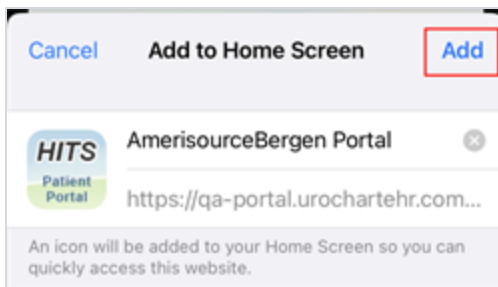 Cancel Add to Home Screen Add
HITS
Patient
Portal
AmerisourceBergen Portal
https://qa-portal.urochartehr.com...
An icon will be added to your Home Screen so you can
quickly access this website.